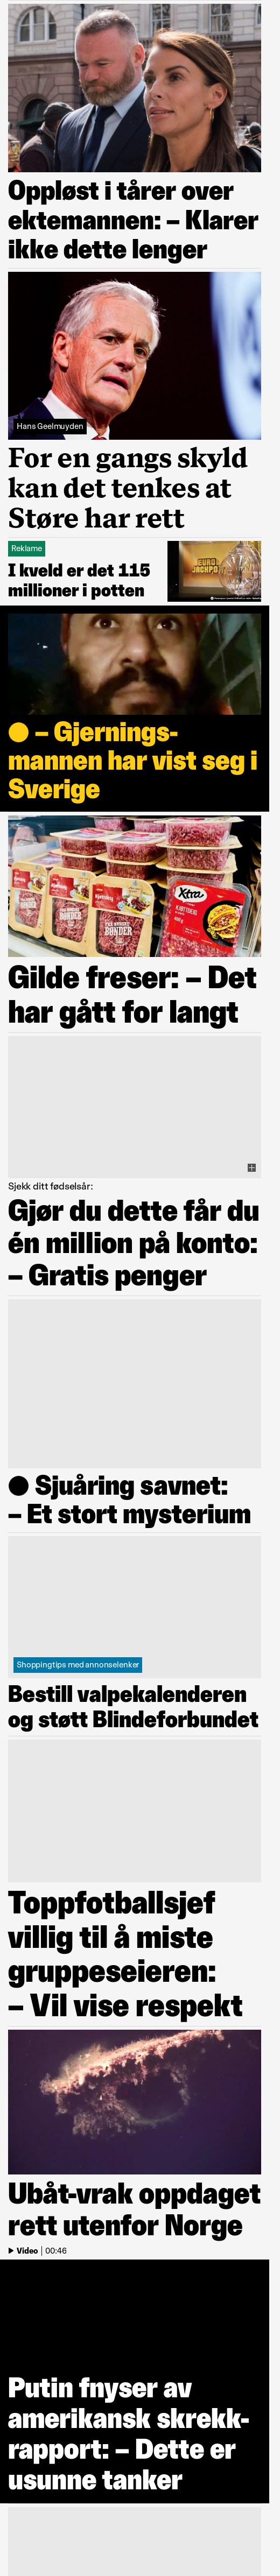 Oppløst i tårer over
ektemannen: – Klarer
ikke dette lenger
Hans Geelmuyden
For en gangs skyld
kan det tenkes at
Støre har rett
Reklame
I kveld er det 115
millioner i potten
EURO
JACKPOT
– Gjernings-
mannen har vist seg i
Sverige
Xtra
Gilde freser: – Det
har gått for langt
Sjekk ditt fødselsår:
Gjør du dette får du
én million på konto:
– Gratis penger
Sjuåring savnet:
– Et stort mysterium
Shoppingtips med annonselenker
Bestill valpekalenderen
og støtt Blindeforbundet
Toppfotballsjef
villig til å miste
gruppeseieren:
– Vil vise respekt
Ubåt-vrak oppdaget
rett utenfor Norge
Video | 00:46
Putin fnyser av
amerikansk skrekk-
rapport: – Dette er
usunne tanker